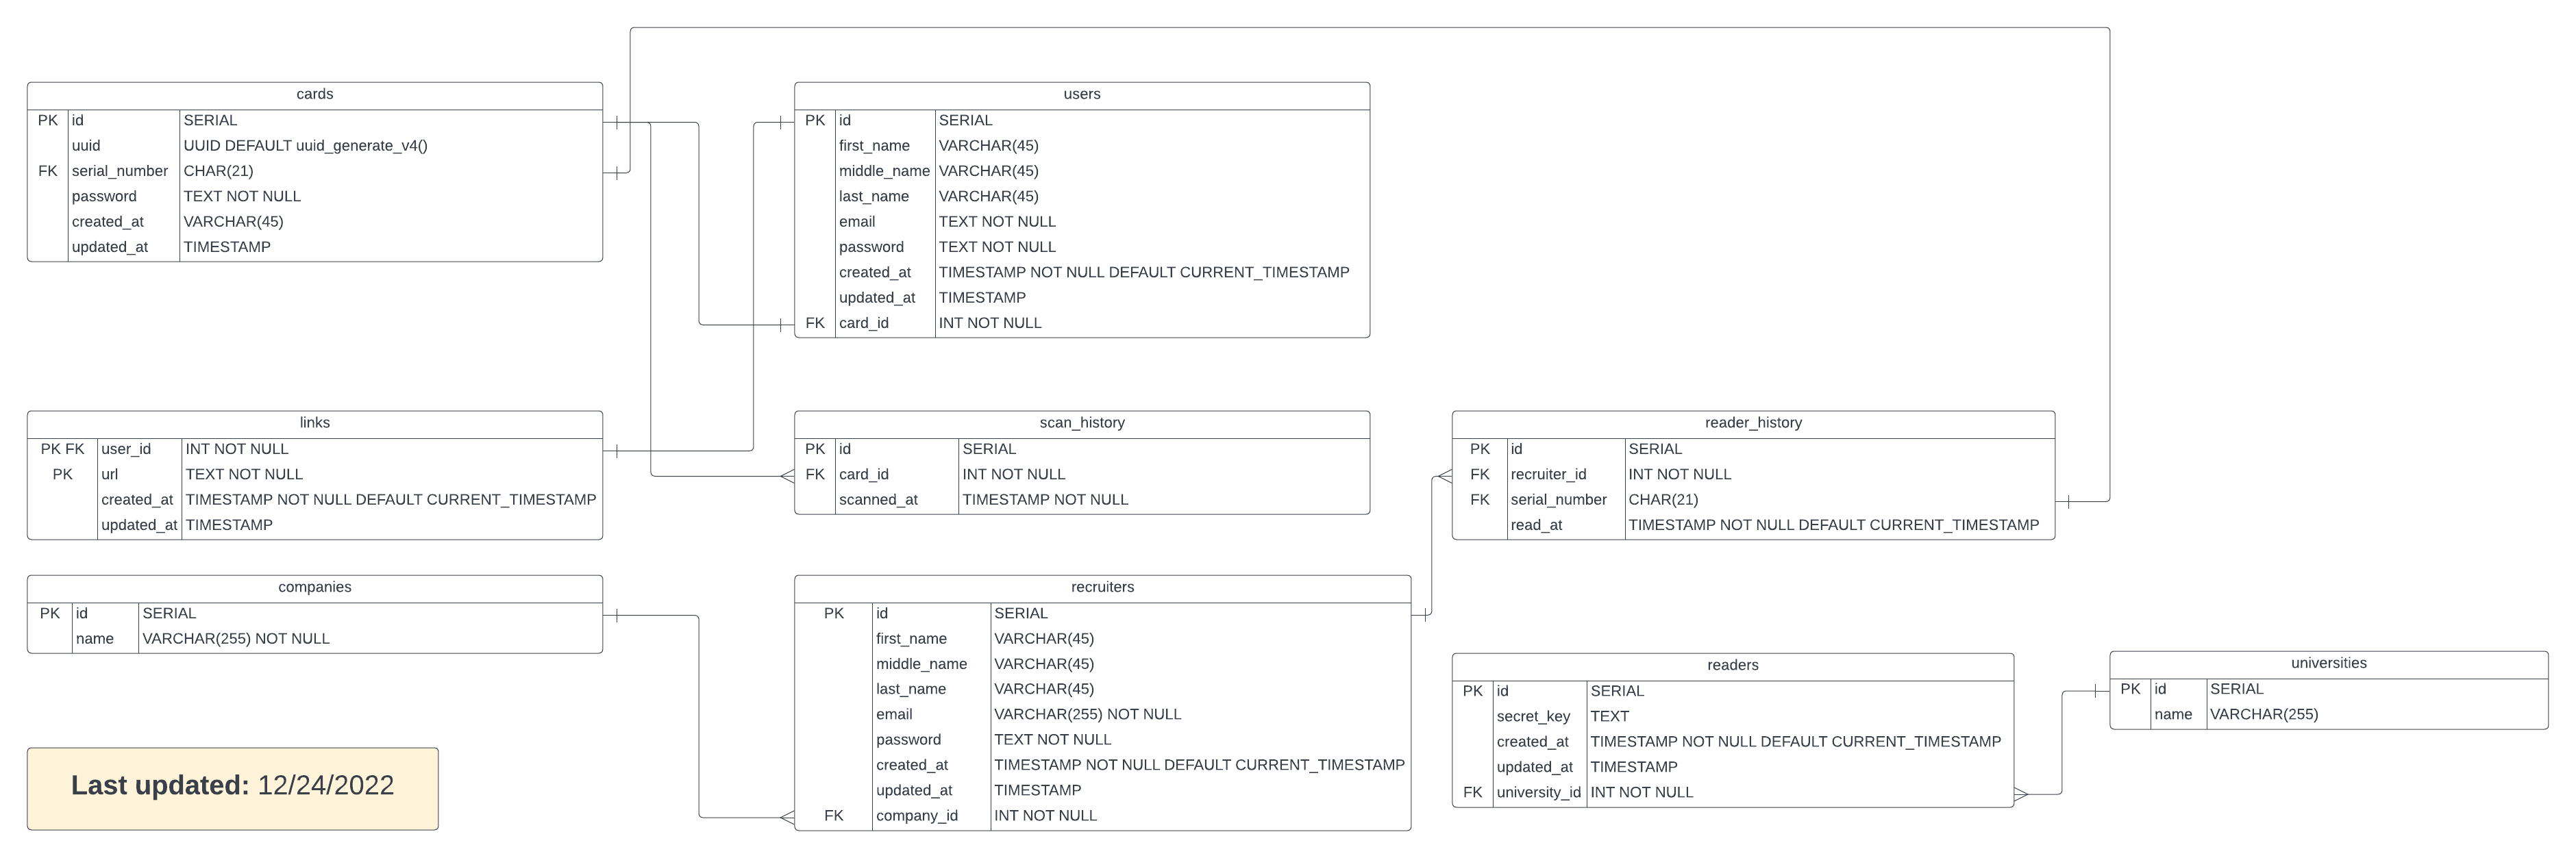 cards
PK id SERIAL
uuid UUID DEFAULT uuid_generate_v4()
FK serial_number CHAR(21)
password TEXT NOT NULL
created_at VARCHAR(45)
updated_at TIMESTAMP
users
PK id SERIAL
first_name VARCHAR(45)
middle_name VARCHAR(45)
last_name VARCHAR(45)
email TEXT NOT NULL
password TEXT NOT NULL
created_at TIMESTAMP NOT NULL DEFAULT CURRENT_TIMESTAMP
updated_at TIMESTAMP
FK card_id INT NOT NULL
links
PK FK user_id INT NOT NULL
PK url TEXT NOT NULL
created_at TIMESTAMP NOT NULL DEFAULT CURRENT_TIMESTAMP
updated_at TIMESTAMP
scan_history
PK id SERIAL
FK card_id INT NOT NULL
scanned_at TIMESTAMP NOT NULL
reader_history
PK id SERIAL
FK recruiter_id INT NOT NULL
FK serial_number CHAR(21)
read_at TIMESTAMP NOT NULL DEFAULT CURRENT_TIMESTAMP
companies
PK id SERIAL
name VARCHAR(255) NOT NULL
recruiters
PK id SERIAL
first_name VARCHAR(45)
middle_name VARCHAR(45)
last_name VARCHAR(45)
email VARCHAR(255) NOT NULL
password TEXT NOT NULL
created_at TIMESTAMP NOT NULL DEFAULT CURRENT_TIMESTAMP
updated_at TIMESTAMP
FK company_id INT NOT NULL
readers
PK id SERIAL
secret_key TEXT
created_at TIMESTAMP NOT NULL DEFAULT CURRENT_TIMESTAMP
updated_at TIMESTAMP
FK university_id INT NOT NULL
universities
PK id SERIAL
name VARCHAR(255)
Last updated: 12/24/2022